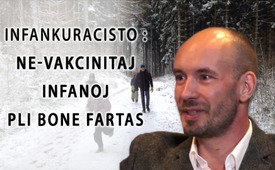 INFANKURACISTO :
NE-VAKCINITAJ
INFANOJ
PLI BONE FARTAS